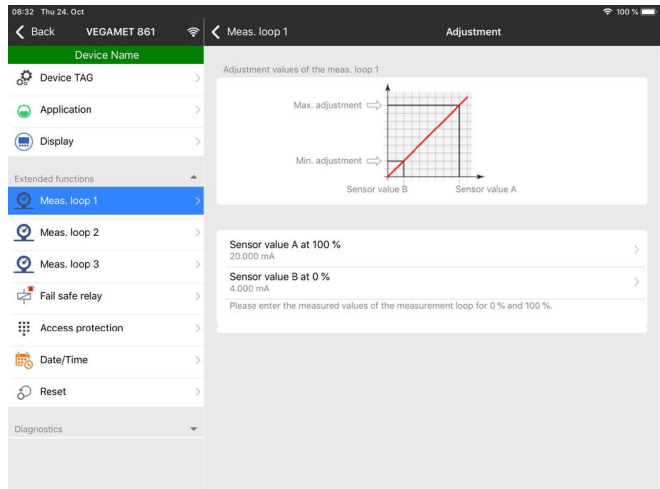 08:32 Thu 24. Oct
100 %
Back
VEGAMET 861
Meas. loop 1
Adjustment
Device Name
Device TAG
Application
Display
Extended functions
Meas. loop 1
Meas. loop 2
Meas. loop 3
Fail safe relay
Access protection
Date/Time
Reset
Diagnostics
Adjustment values of the meas. loop 1
Max. adjustment
Min. adjustment
Sensor value B
Sensor value A
Sensor value A at 100 %
20.000 mA
Sensor value B at 0 %
4.000 mA
Please enter the measured values of the measurement loop for 0 % and 100 %.